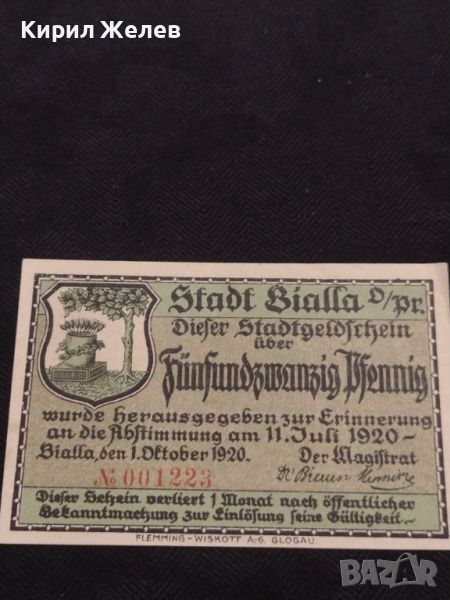 Кирил Желев
Stadt Bialla O/pr.
Dieser Stadtgeldschein
über
Fünfundzwanzig Pfennig
wurde herausgegeben zur Erinnerung
an die Abstimmung am 11. Juli 1920-
Bialla, den 1. Oktober 1920. Der Magistrat
№ 001223
Dieser Schein verliert 1 Monat nach öffentlicher
Bekanntmachung zur Einlösung seine Gültigkeit.-
FLEMMING-WISKOTT A.-G. GLOGAU.
BAZAR